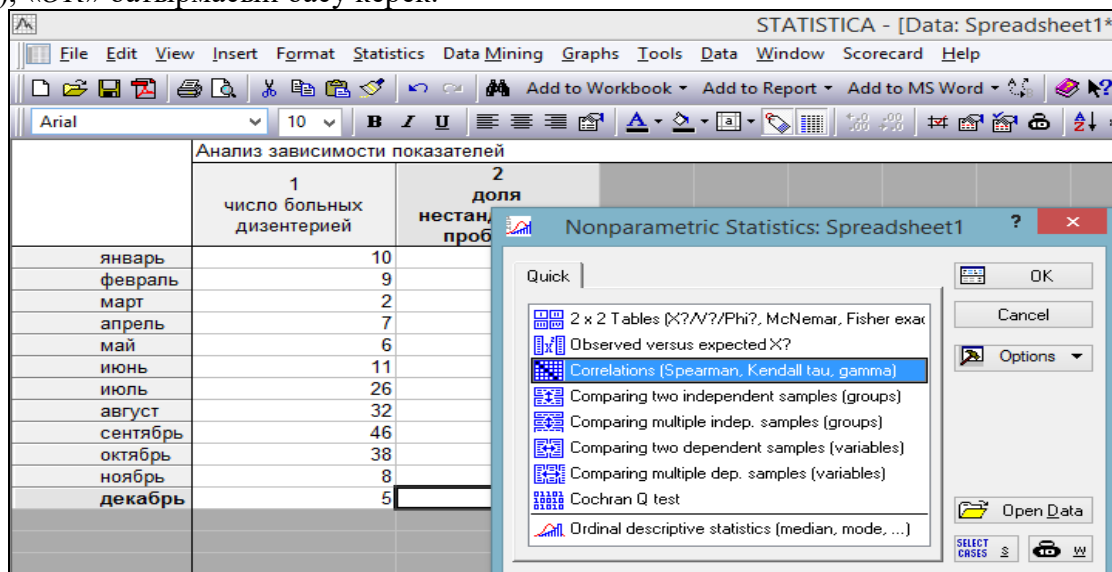 батырмасын басу керек.
STATISTICA - [Data: Spreadsheet1*
File Edit View Insert Format Statistics Data Mining Graphs Tools Data Window Scorecard Help
Add to Workbook Add to Report Add to MS Word
Arial 10 B I U
Анализ зависимости показателей
1 число больных дизентерией
2 доля
Nonparametric Statistics: Spreadsheet1 ? ×
январь 10
февраль 9
март 2
апрель 7
май 6
июнь 11
июль 26
август 32
сентябрь 46
октябрь 38
ноябрь 8
декабрь 5
Quick
2 x 2 Tables (X?/V?/Phi?, McNemar, Fisher exac
Observed versus expected X?
Correlations (Spearman, Kendall tau, gamma)
Comparing two independent samples (groups)
Comparing multiple indep. samples (groups)
Comparing two dependent samples (variables)
Comparing multiple dep. samples (variables)
Cochran Q test
Ordinal descriptive statistics (median, mode, ...)
OK
Cancel
Options
Open Data
SELECT CASES S W